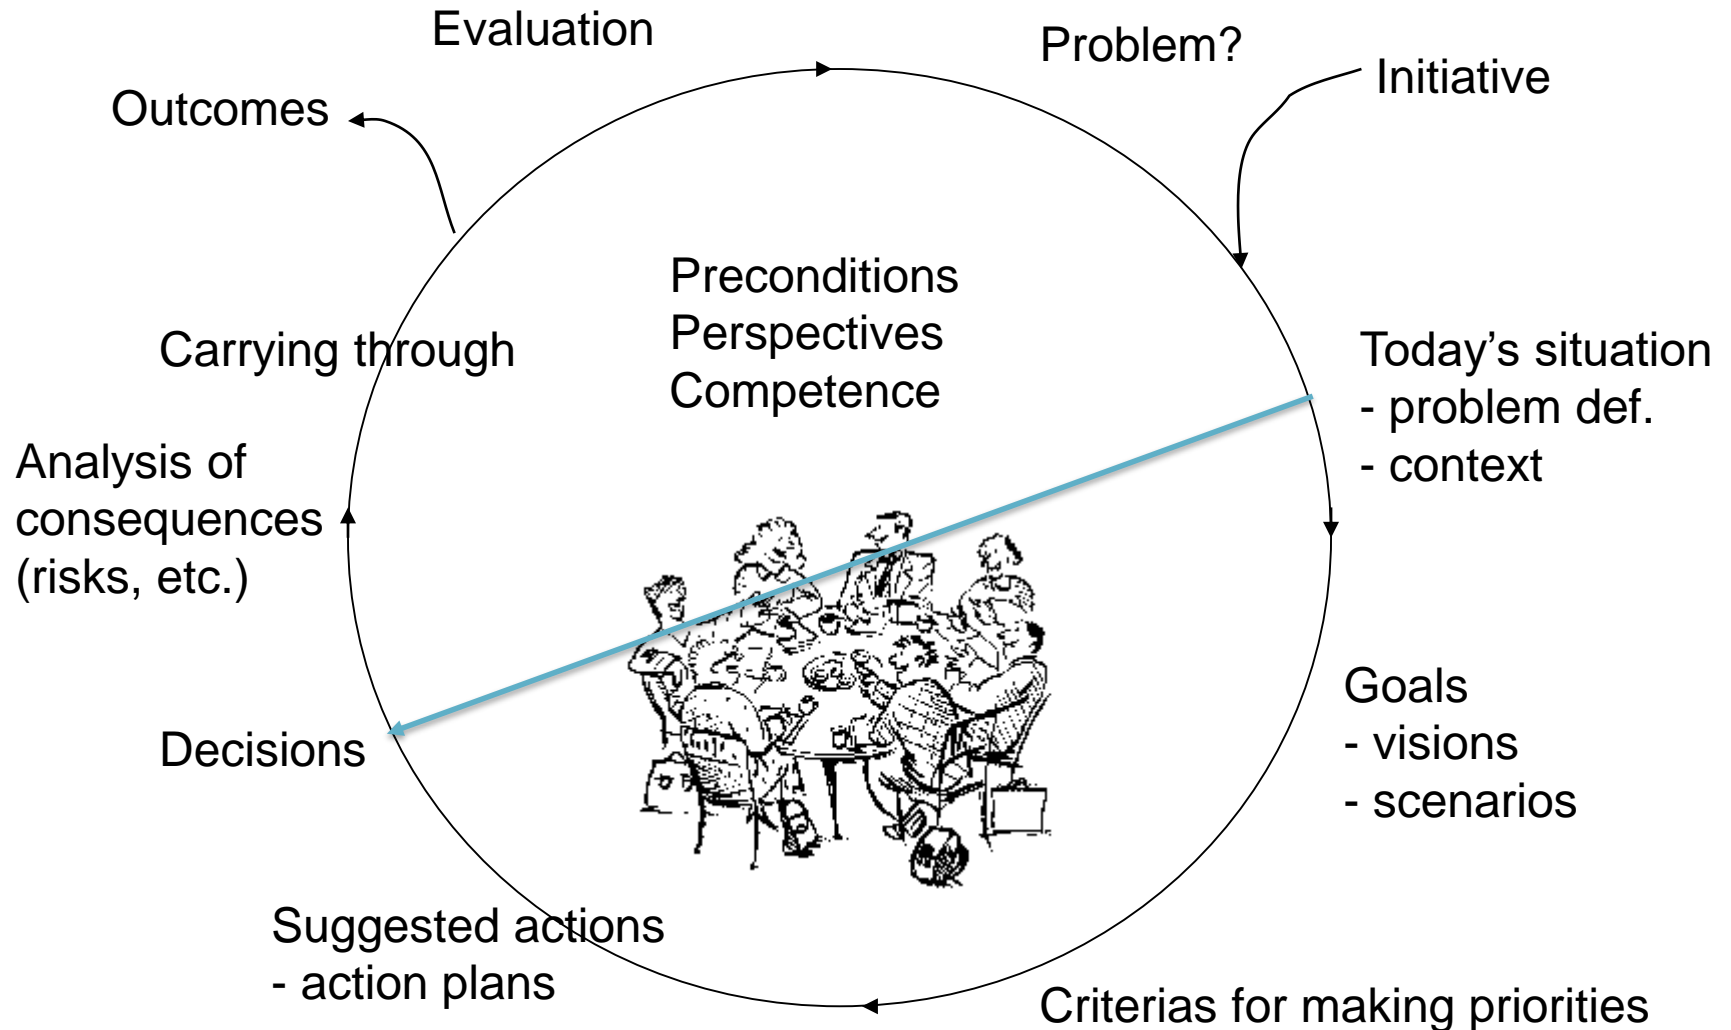 Evaluation
Problem?
Initiative
Outcomes
Preconditions
Perspectives
Competence
Carrying through
Today’s situation
- problem def.
- context
Analysis of
consequences
(risks, etc.)
Goals
- visions
- scenarios
Decisions
Suggested actions
- action plans
Criterias for making priorities